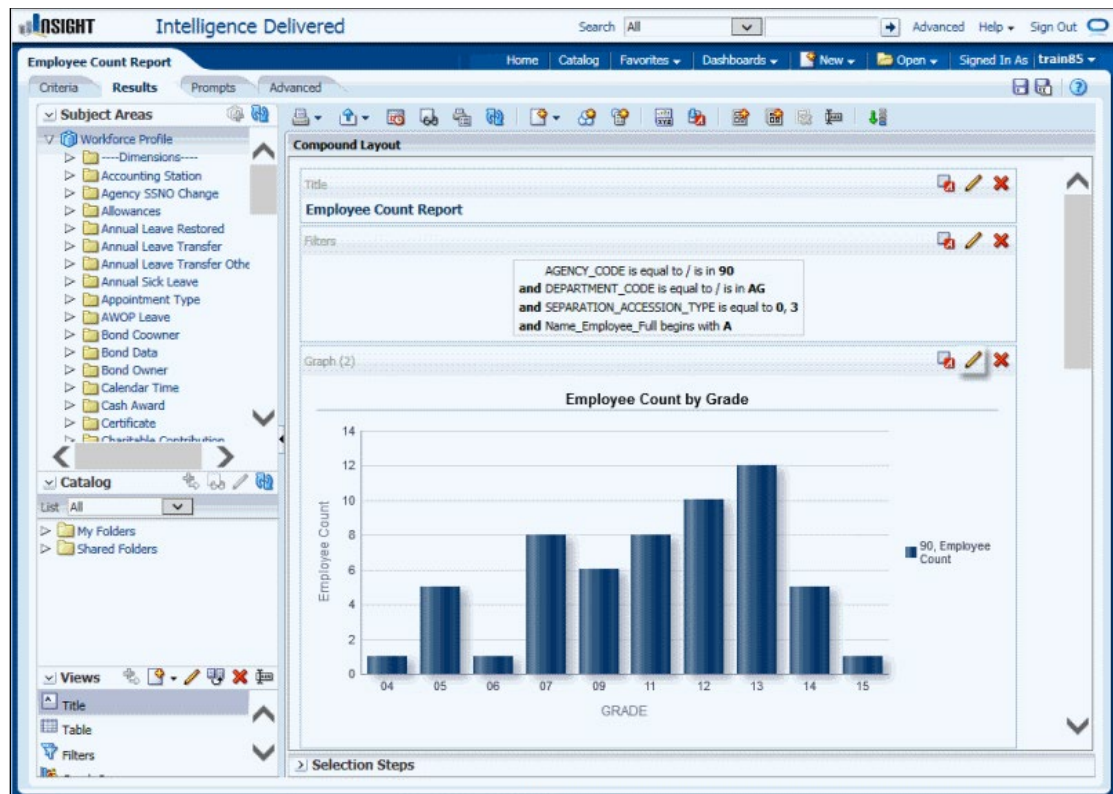 INSIGHT Intelligence Delivered Search All Advanced Help Sign Out
Employee Count Report Home Catalog Favorites Dashboards New Open Signed In As train85
Criteria Results Prompts Advanced
Subject Areas
Workforce Profile
----Dimensions----
Accounting Station
Agency SSNO Change
Allowances
Annual Leave Restored
Annual Leave Transfer
Annual Leave Transfer Othe
Annual Sick Leave
Appointment Type
AWOP Leave
Bond Coowner
Bond Data
Bond Owner
Calendar Time
Cash Award
Certificate
Charitable Contribution
Catalog
List All
My Folders
Shared Folders
Views
Title
Table
Filters
Compound Layout
Title
Employee Count Report
Filters
AGENCY_CODE is equal to / is in 90
and DEPARTMENT_CODE is equal to / is in AG
and SEPARATION_ACCESSION_TYPE is equal to 0, 3
and Name_Employee_Full begins with A
Graph (2)
Employee Count by Grade
14
12
10
8
6
4
2
0
Employee Count
04 05 06 07 09 11 12 13 14 15
GRADE
90, Employee
Count
Selection Steps